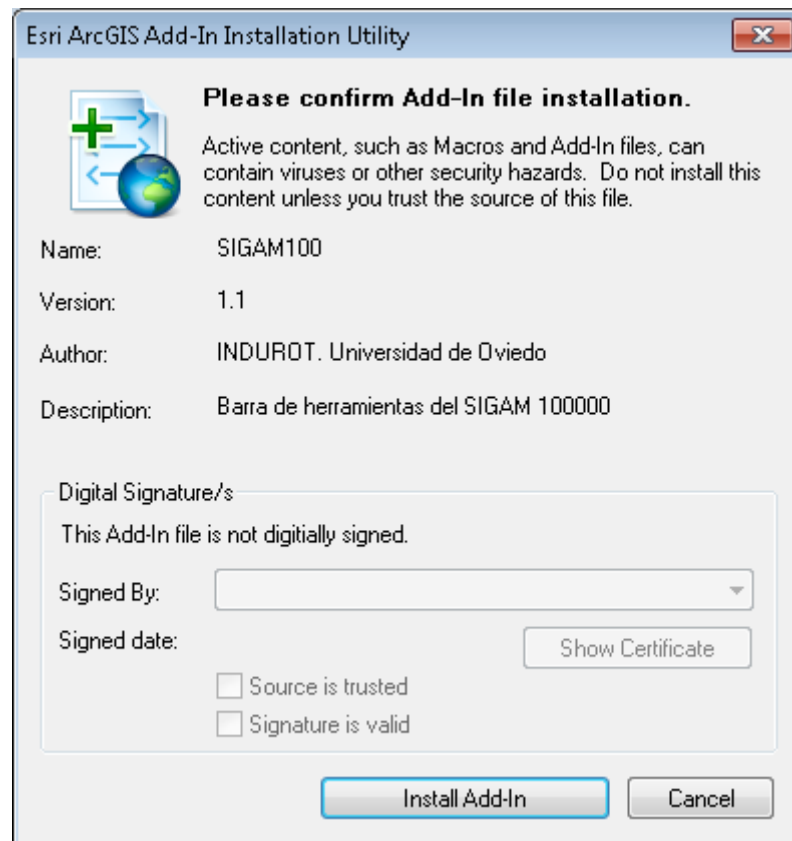 Esri ArcGIS Add-In Installation Utility
Please confirm Add-In file installation.
Active content, such as Macros and Add-In files, can
contain viruses or other security hazards. Do not install this
content unless you trust the source of this file.
Name: SIGAM100
Version: 1.1
Author: INDUROT. Universidad de Oviedo
Description: Barra de herramientas del SIGAM 100000
Digital Signature/s
This Add-In file is not digitially signed.
Signed By:
Signed date:
Show Certificate
Source is trusted
Signature is valid
Install Add-In Cancel